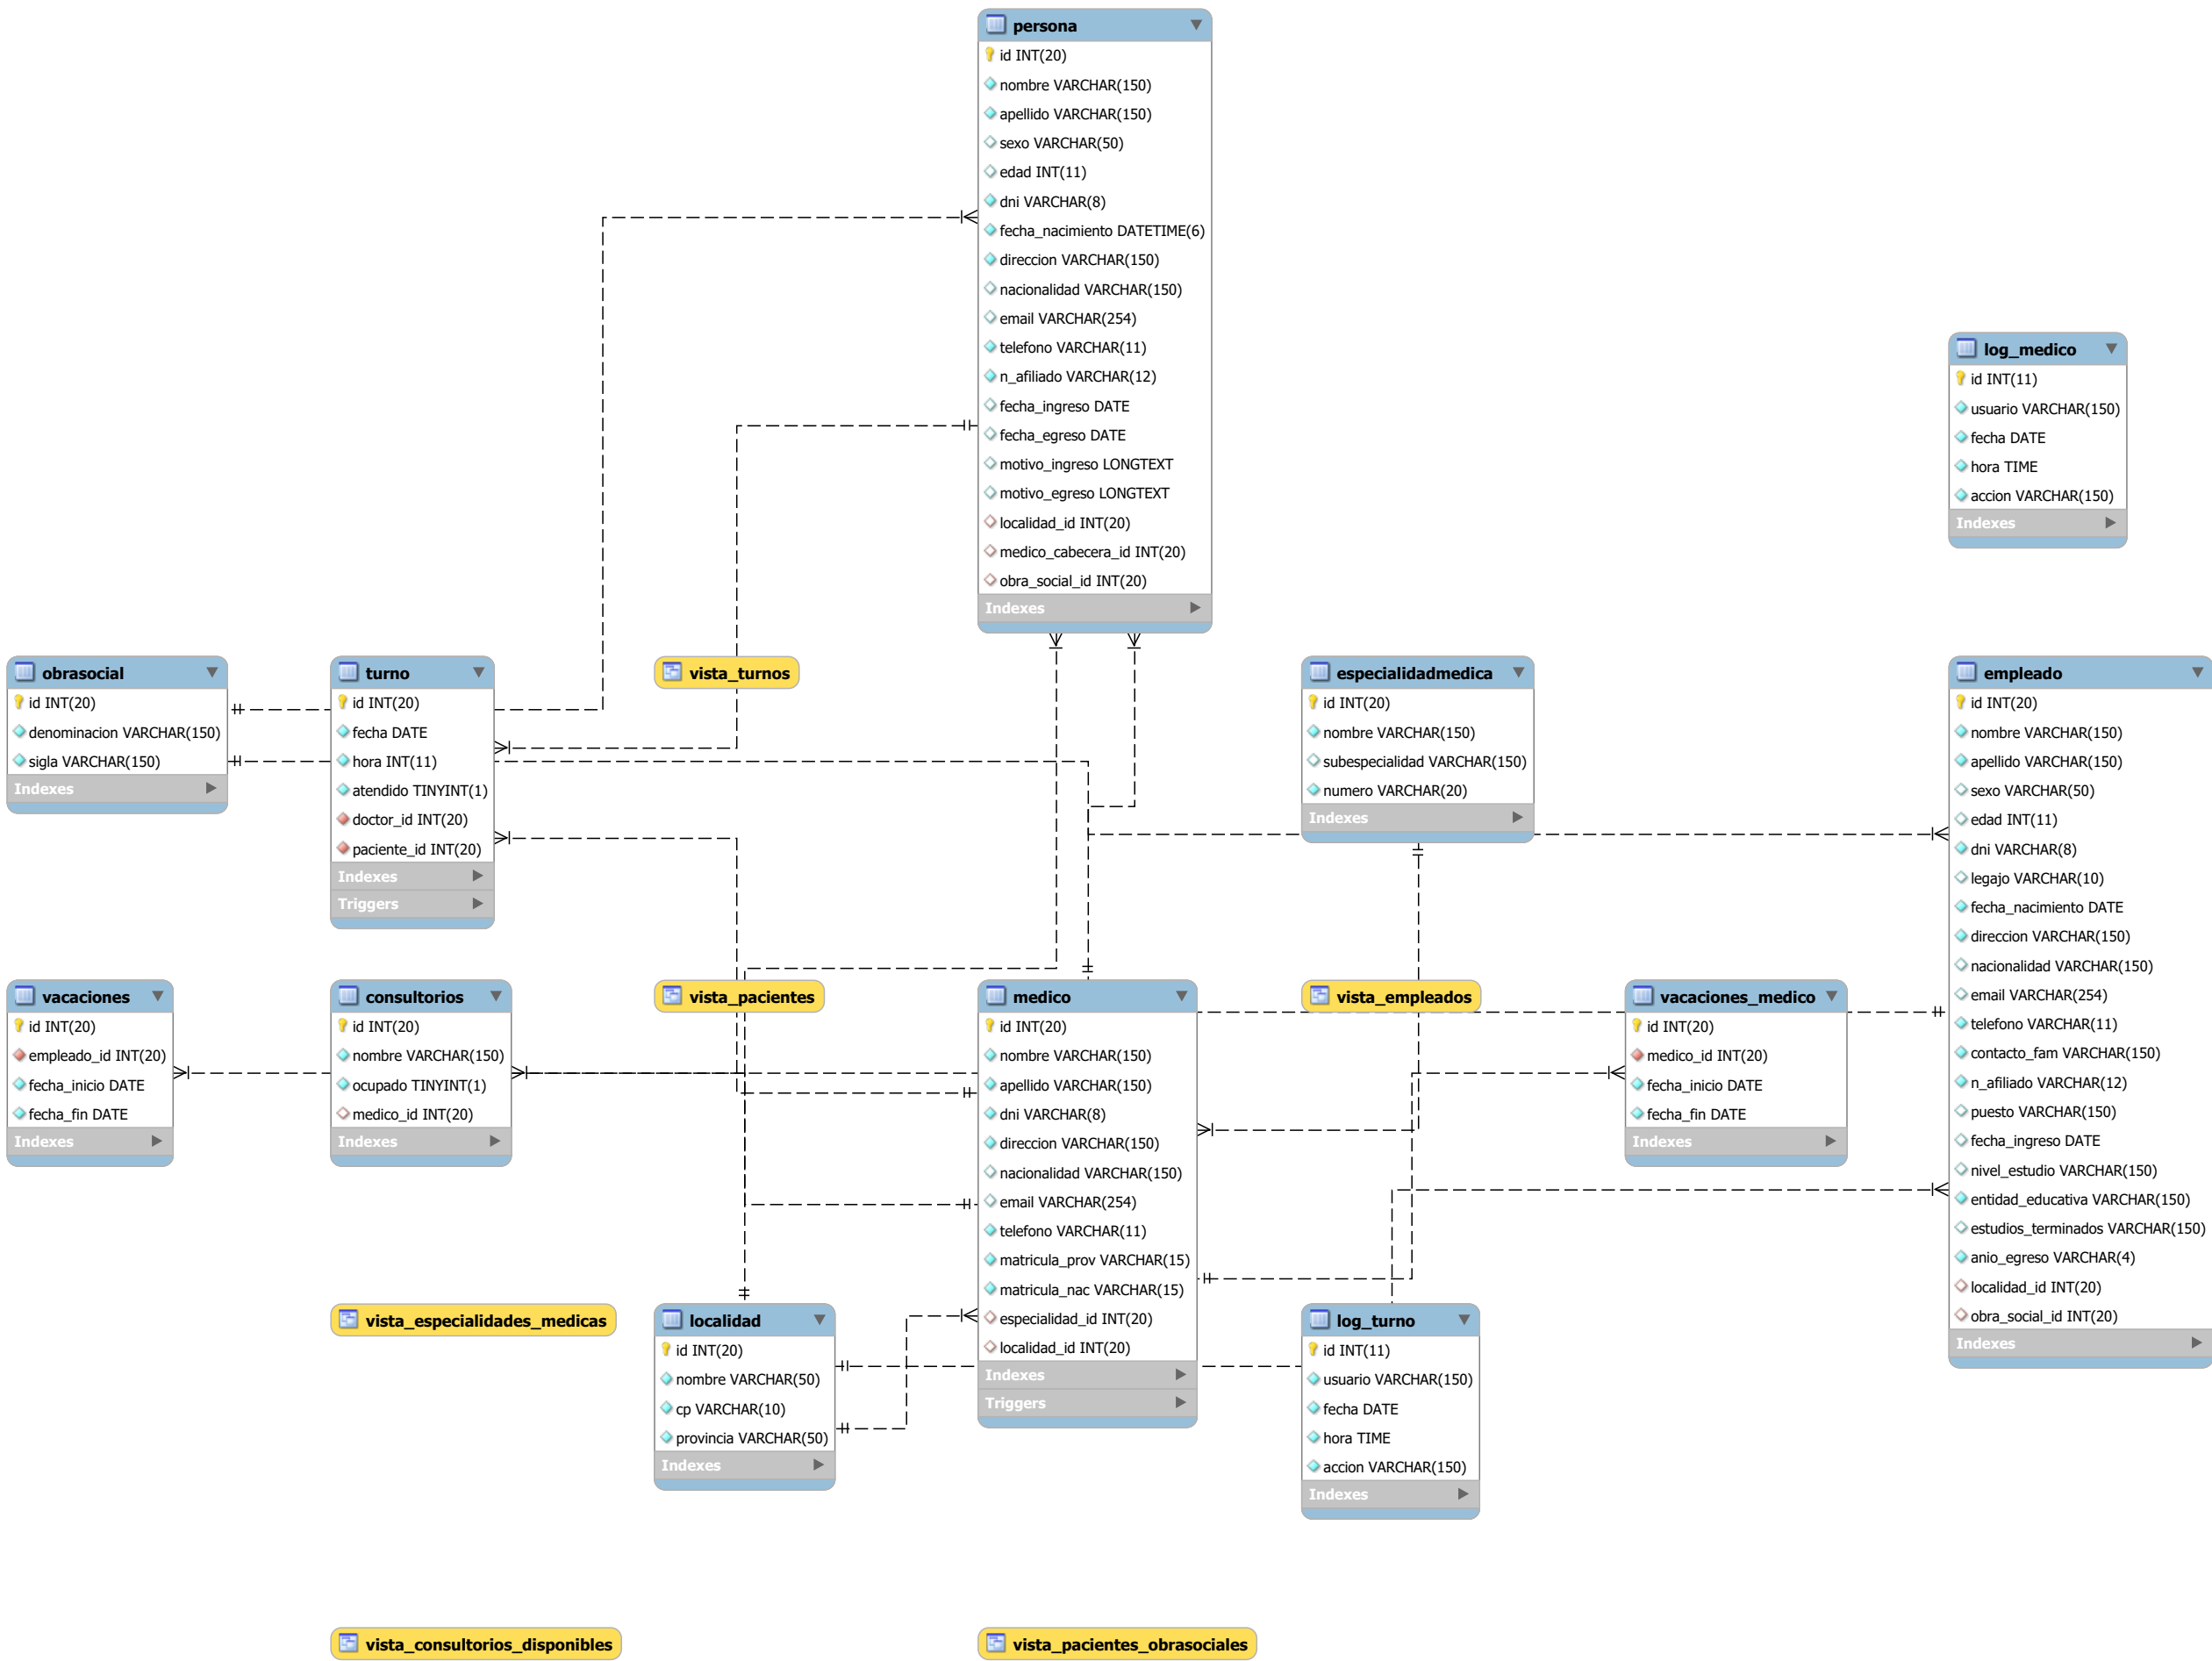 persona
id INT(20)
nombre VARCHAR(150)
apellido VARCHAR(150)
sexo VARCHAR(50)
edad INT(11)
dni VARCHAR(8)
fecha_nacimiento DATETIME(6)
direccion VARCHAR(150)
nacionalidad VARCHAR(150)
email VARCHAR(254)
telefono VARCHAR(11)
n_afiliado VARCHAR(12)
fecha_ingreso DATE
fecha_egreso DATE
motivo_ingreso LONGTEXT
motivo_egreso LONGTEXT
localidad_id INT(20)
medico_cabecera_id INT(20)
obra_social_id INT(20)
Indexes
log_medico
id INT(11)
usuario VARCHAR(150)
fecha DATE
hora TIME
accion VARCHAR(150)
Indexes
obrasocial
id INT(20)
denominacion VARCHAR(150)
sigla VARCHAR(150)
Indexes
turno
id INT(20)
fecha DATE
hora INT(11)
atendido TINYINT(1)
doctor_id INT(20)
paciente_id INT(20)
Indexes
Triggers
vista_turnos
especialidadmedica
id INT(20)
nombre VARCHAR(150)
subespecialidad VARCHAR(150)
numero VARCHAR(20)
Indexes
empleado
id INT(20)
nombre VARCHAR(150)
apellido VARCHAR(150)
sexo VARCHAR(50)
edad INT(11)
dni VARCHAR(8)
legajo VARCHAR(10)
fecha_nacimiento DATE
direccion VARCHAR(150)
nacionalidad VARCHAR(150)
email VARCHAR(254)
telefono VARCHAR(11)
contacto_fam VARCHAR(150)
n_afiliado VARCHAR(12)
puesto VARCHAR(150)
fecha_ingreso DATE
nivel_estudio VARCHAR(150)
entidad_educativa VARCHAR(150)
estudios_terminados VARCHAR(150)
anio_egreso VARCHAR(4)
localidad_id INT(20)
obra_social_id INT(20)
Indexes
vacaciones
id INT(20)
empleado_id INT(20)
fecha_inicio DATE
fecha_fin DATE
Indexes
consultorios
id INT(20)
nombre VARCHAR(150)
ocupado TINYINT(1)
medico_id INT(20)
Indexes
vista_pacientes
medico
id INT(20)
nombre VARCHAR(150)
apellido VARCHAR(150)
dni VARCHAR(8)
direccion VARCHAR(150)
nacionalidad VARCHAR(150)
email VARCHAR(254)
telefono VARCHAR(11)
matricula_prov VARCHAR(15)
matricula_nac VARCHAR(15)
especialidad_id INT(20)
localidad_id INT(20)
Indexes
Triggers
vista_empleados
vacaciones_medico
id INT(20)
medico_id INT(20)
fecha_inicio DATE
fecha_fin DATE
Indexes
vista_especialidades_medicas
localidad
id INT(20)
nombre VARCHAR(50)
cp VARCHAR(10)
provincia VARCHAR(50)
Indexes
log_turno
id INT(11)
usuario VARCHAR(150)
fecha DATE
hora TIME
accion VARCHAR(150)
Indexes
vista_consultorios_disponibles
vista_pacientes_obrasociales